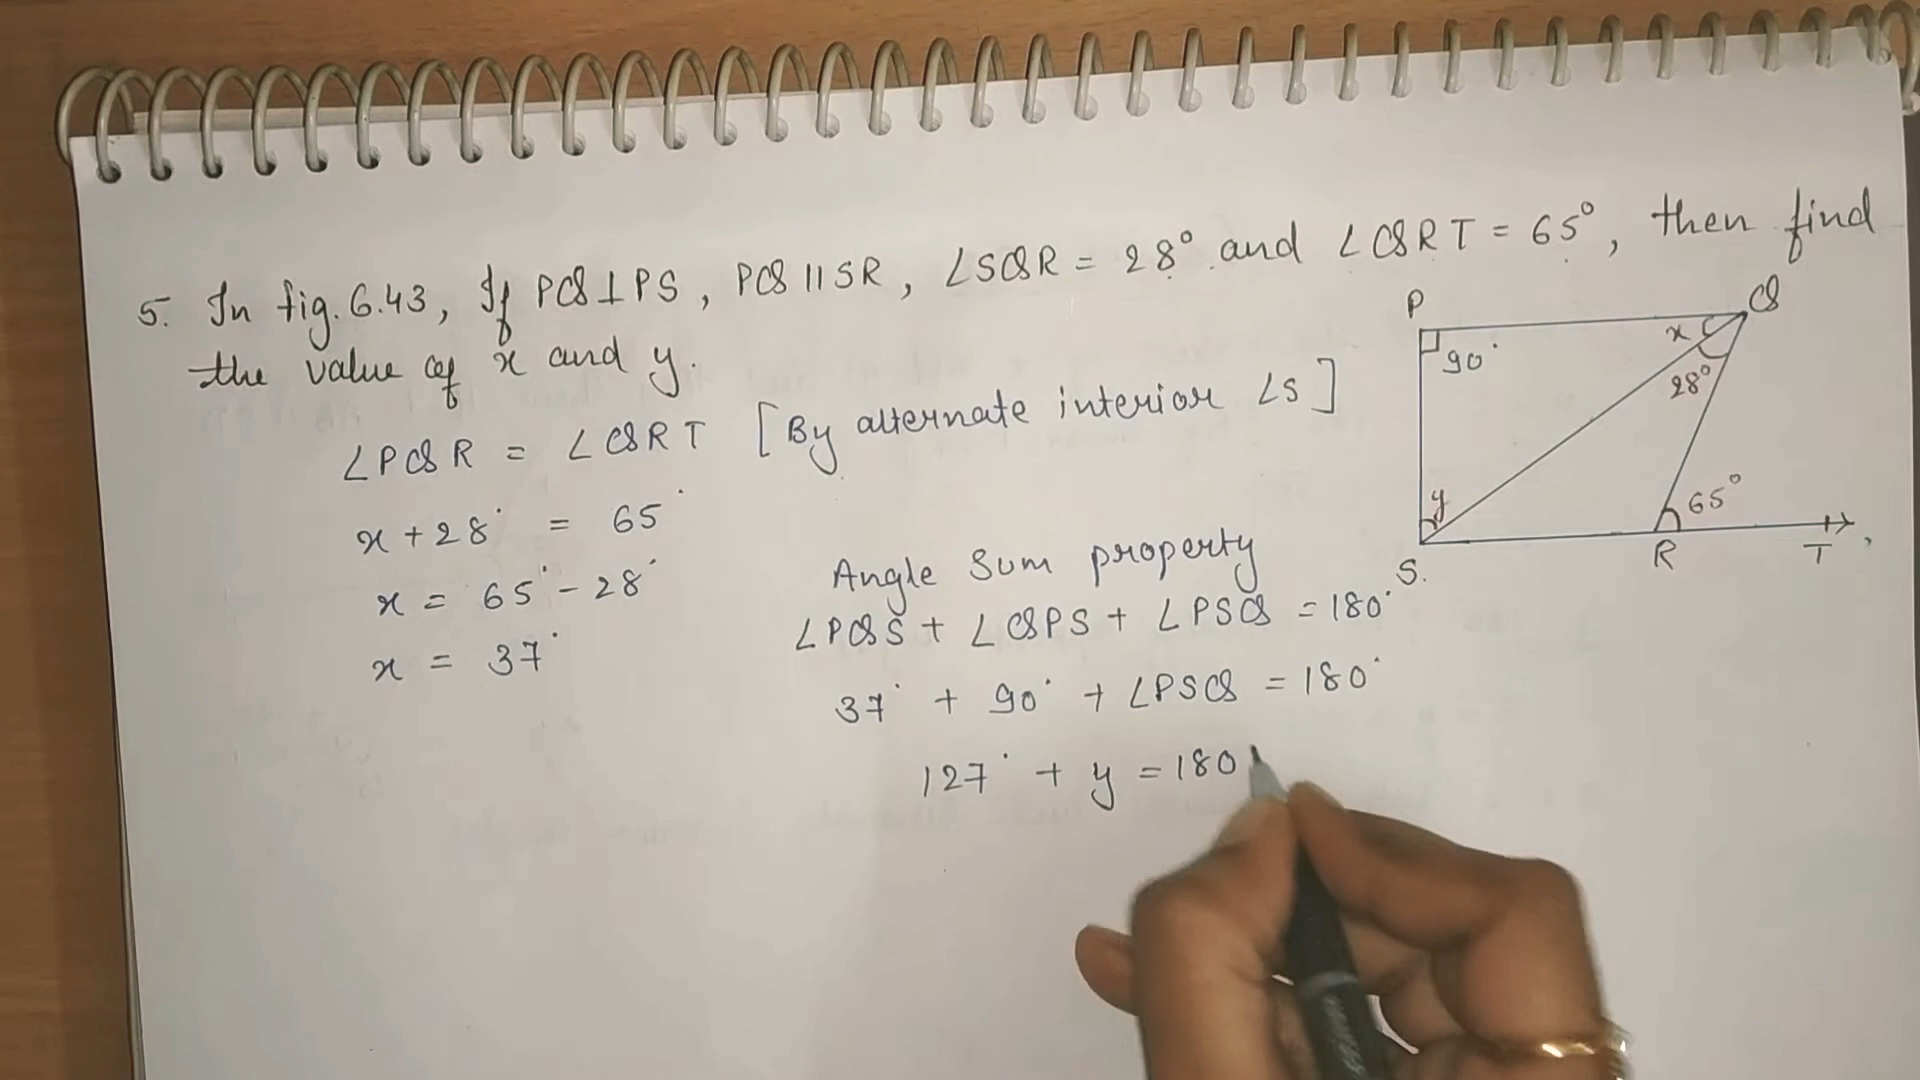 5. In fig. 6.43, If PQ⊥PS, PQ || SR, ∠SQR = 28° and ∠QRT = 65°, then find
the value of x and y.
∠PQR = ∠QRT [By alternate interior ∠s]
x + 28° = 65°
x = 65° - 28°
x = 37°
Angle Sum property
∠PQS + ∠QPS + ∠PSQ = 180°
37° + 90° + ∠PSQ = 180°
127° + y = 180
P
Q
x
90°
28°
y
65°
S.
R
T,